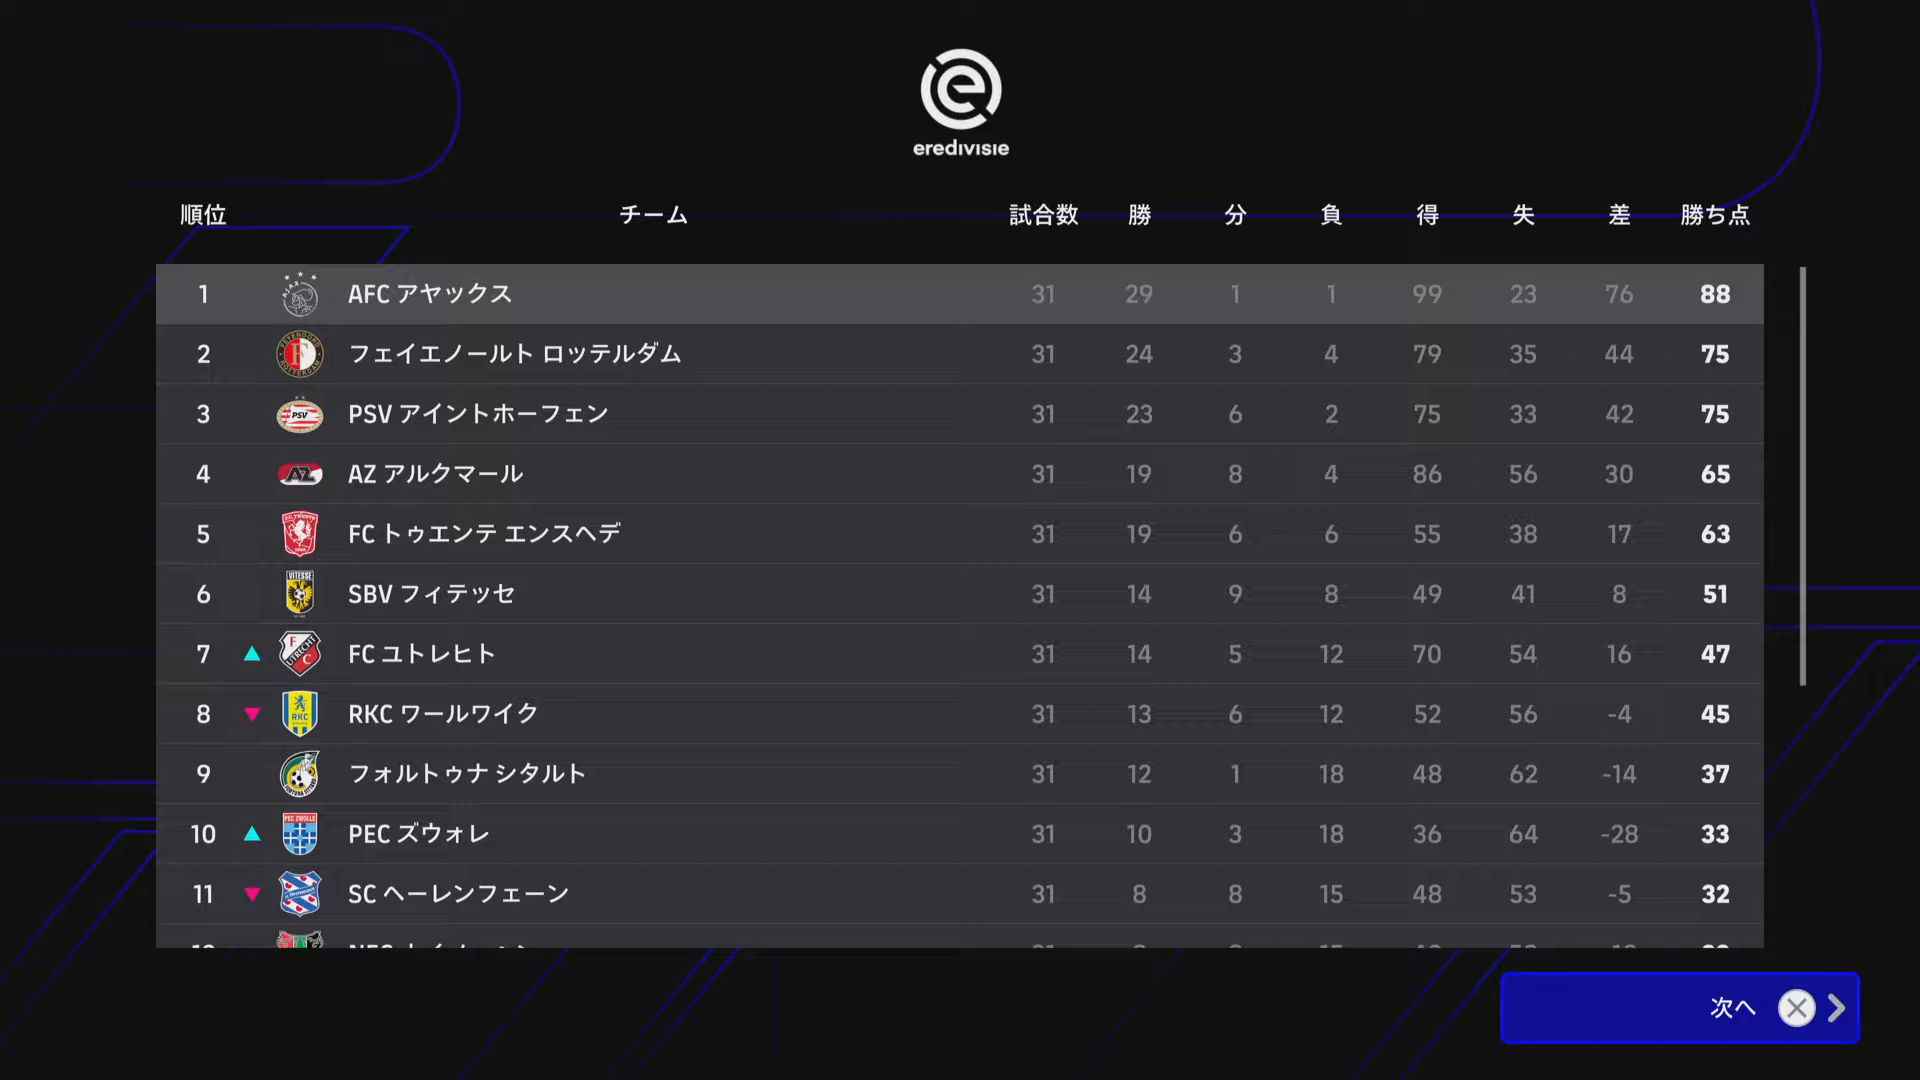 eredivisie
順位 チーム 試合数 勝 分 負 得 失 差 勝ち点
1 AFC アヤックス 31 29 1 1 99 23 76 88
2 フェイエノールト ロッテルダム 31 24 3 4 79 35 44 75
3 PSV アイントホーフェン 31 23 6 2 75 33 42 75
4 AZ アルクマール 31 19 8 4 86 56 30 65
5 FC トゥエンテ エンスヘデ 31 19 6 6 55 38 17 63
6 SBV フィテッセ 31 14 9 8 49 41 8 51
7 FC ユトレヒト 31 14 5 12 70 54 16 47
8 RKC ワールワイク 31 13 6 12 52 56 -4 45
9 フォルトゥナ シタルト 31 12 1 18 48 62 -14 37
10 PEC ズウォレ 31 10 3 18 36 64 -28 33
11 SC ヘーレンフェーン 31 8 8 15 48 53 -5 32
次へ